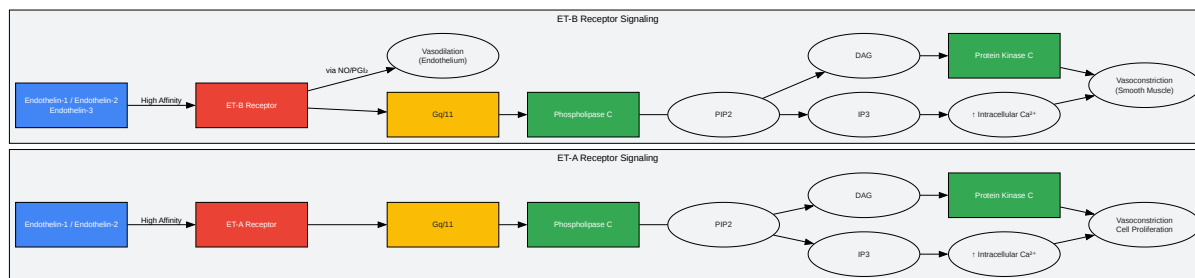 ET-B Receptor Signaling
Vasodilation
(Endothelium)
via NO/PGI₂
DAG
Protein Kinase C
Endothelin-1 / Endothelin-2
Endothelin-3
High Affinity
ET-B Receptor
Vasoconstriction
(Smooth Muscle)
Gq/11
Phospholipase C
PIP2
IP3
↑ Intracellular Ca²⁺
ET-A Receptor Signaling
DAG
Protein Kinase C
Endothelin-1 / Endothelin-2
High Affinity
ET-A Receptor
Gq/11
Phospholipase C
PIP2
Vasoconstriction
Cell Proliferation
IP3
↑ Intracellular Ca²⁺